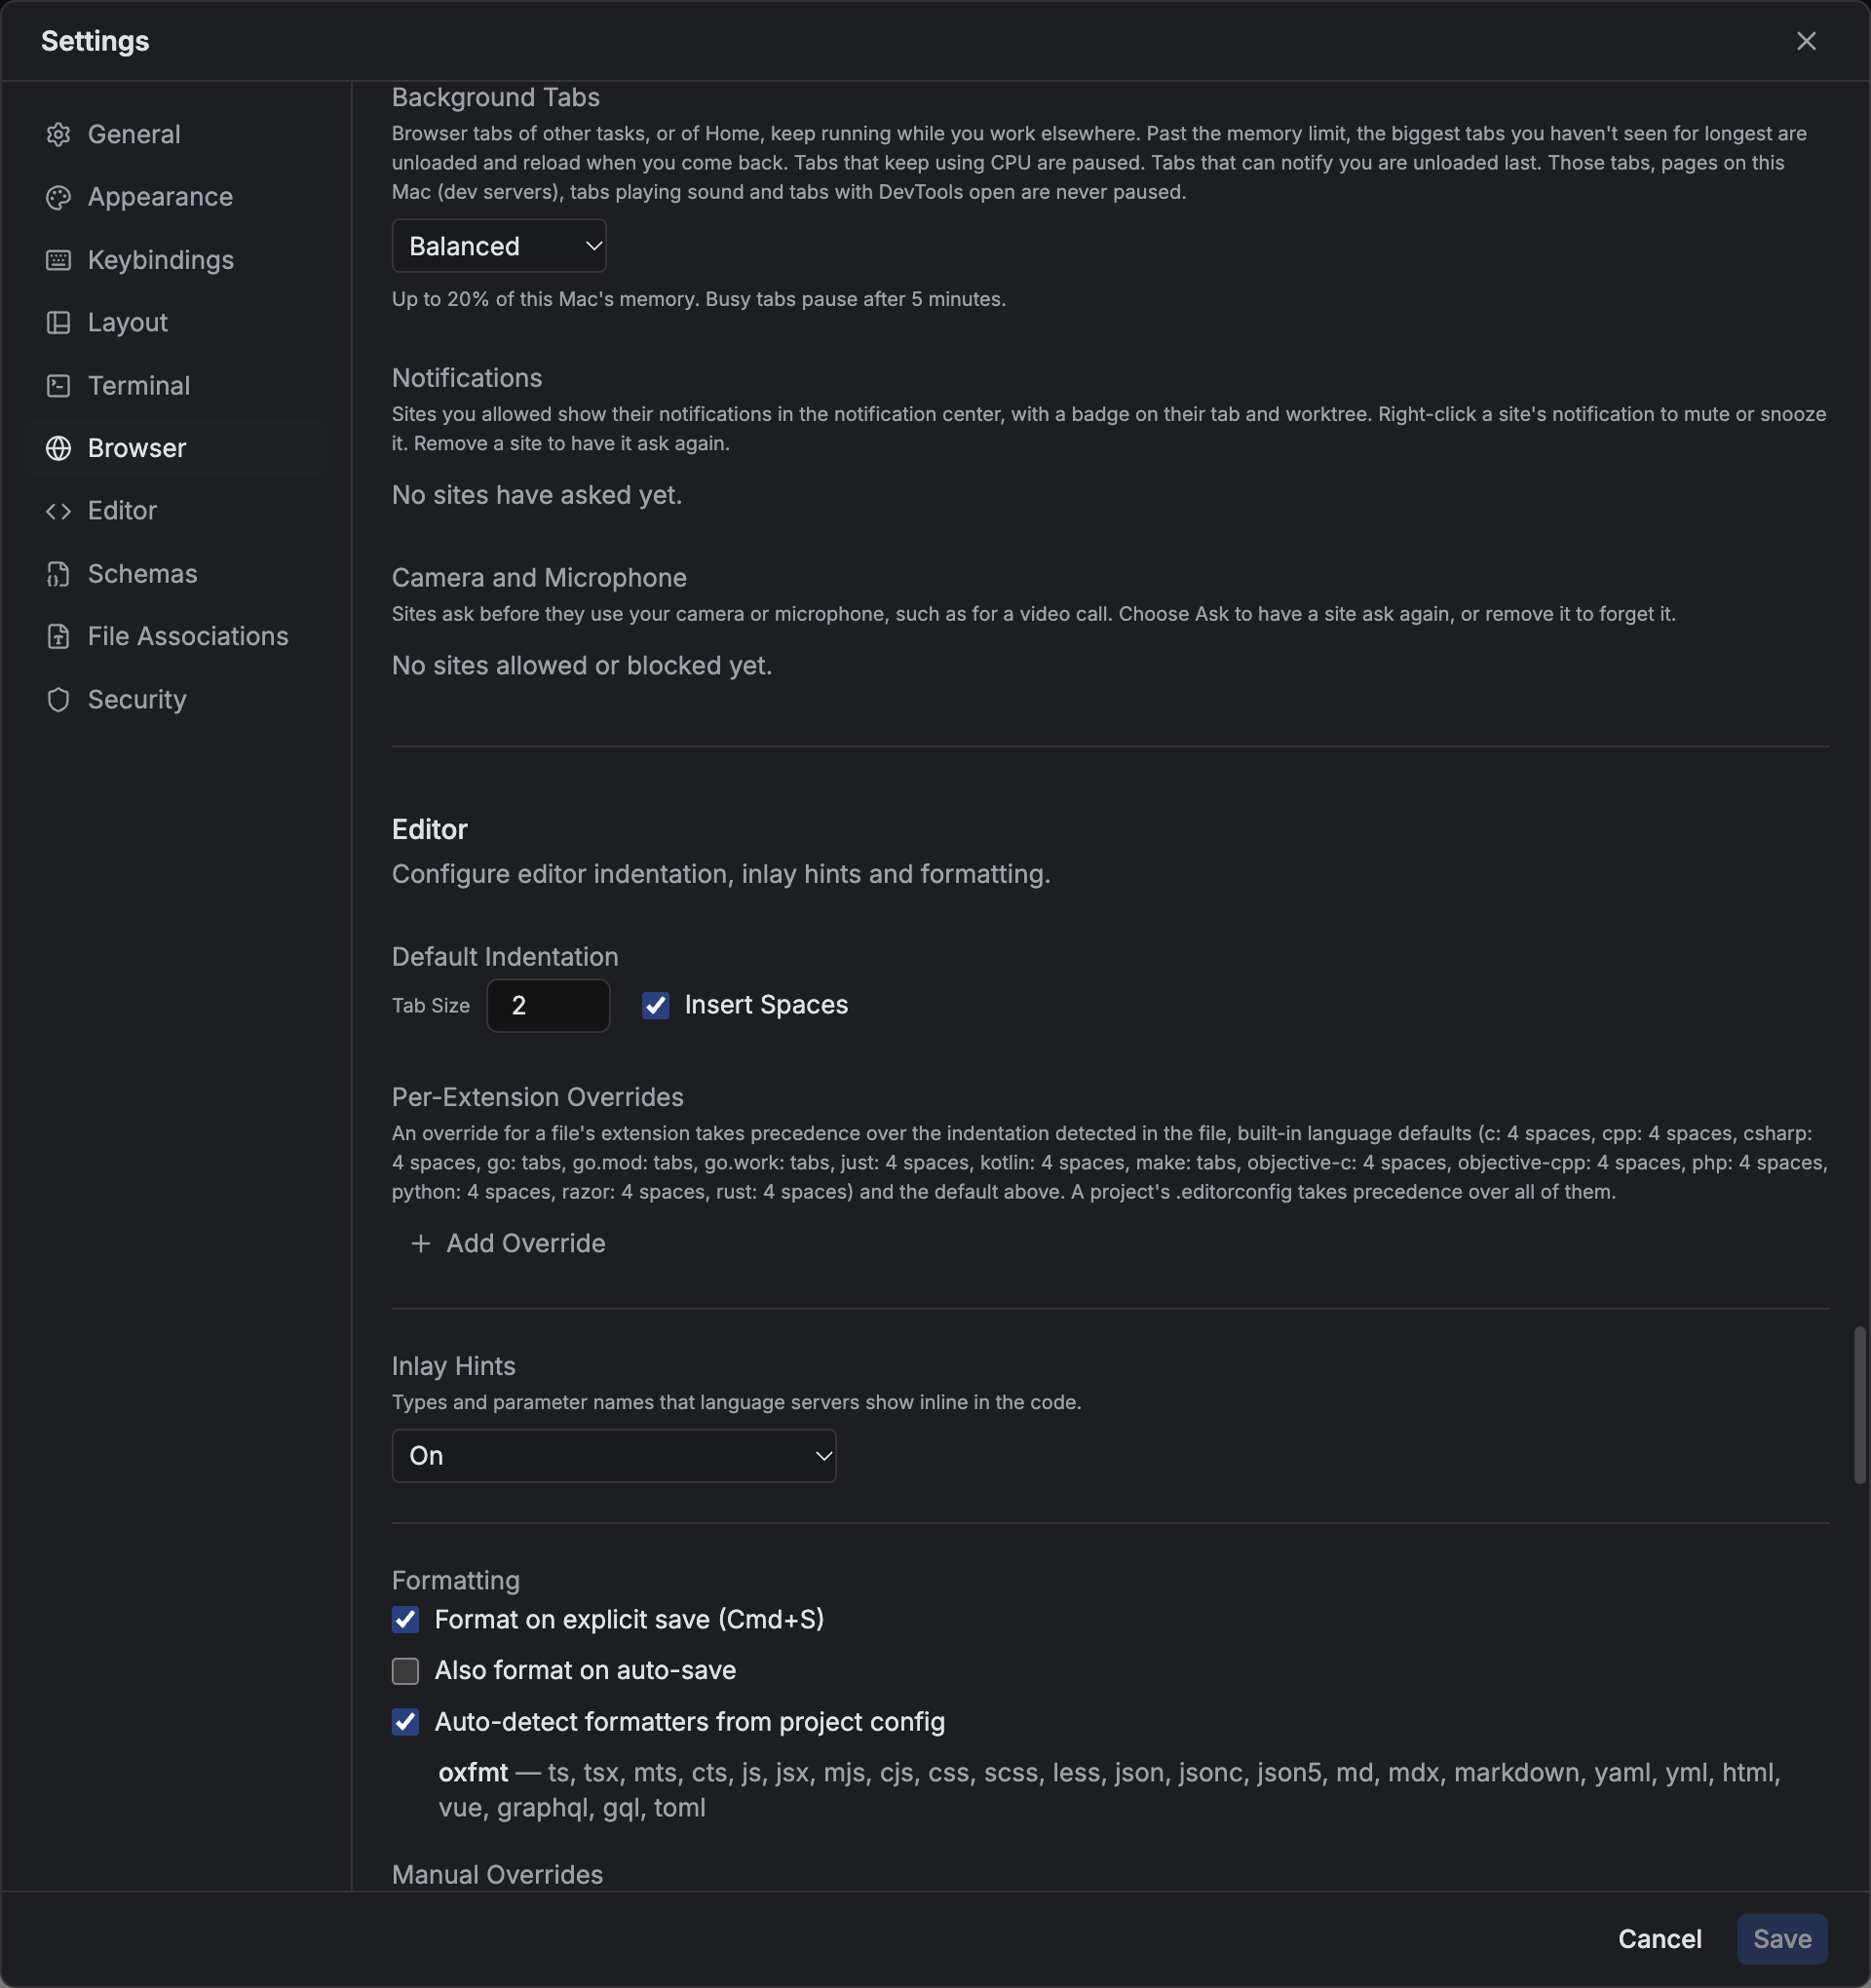 Settings
General
Appearance
Keybindings
Layout
Terminal
Browser
Editor
Schemas
File Associations
Security
Background Tabs
Browser tabs of other tasks, or of Home, keep running while you work elsewhere. Past the memory limit, the biggest tabs you haven't seen for longest are
unloaded and reload when you come back. Tabs that keep using CPU are paused. Tabs that can notify you are unloaded last. Those tabs, pages on this
Mac (dev servers), tabs playing sound and tabs with DevTools open are never paused.
Balanced
Up to 20% of this Mac's memory. Busy tabs pause after 5 minutes.
Notifications
Sites you allowed show their notifications in the notification center, with a badge on their tab and worktree. Right-click a site's notification to mute or snooze
it. Remove a site to have it ask again.
No sites have asked yet.
Camera and Microphone
Sites ask before they use your camera or microphone, such as for a video call. Choose Ask to have a site ask again, or remove it to forget it.
No sites allowed or blocked yet.
Editor
Configure editor indentation, inlay hints and formatting.
Default Indentation
Tab Size 2 Insert Spaces
Per-Extension Overrides
An override for a file's extension takes precedence over the indentation detected in the file, built-in language defaults (c: 4 spaces, cpp: 4 spaces, csharp:
4 spaces, go: tabs, go.mod: tabs, go.work: tabs, just: 4 spaces, kotlin: 4 spaces, make: tabs, objective-c: 4 spaces, objective-cpp: 4 spaces, php: 4 spaces,
python: 4 spaces, razor: 4 spaces, rust: 4 spaces) and the default above. A project's .editorconfig takes precedence over all of them.
+ Add Override
Inlay Hints
Types and parameter names that language servers show inline in the code.
On
Formatting
Format on explicit save (Cmd+S)
Also format on auto-save
Auto-detect formatters from project config
oxfmt — ts, tsx, mts, cts, js, jsx, mjs, cjs, css, scss, less, json, jsonc, json5, md, mdx, markdown, yaml, yml, html,
vue, graphql, gql, toml
Manual Overrides
Cancel
Save